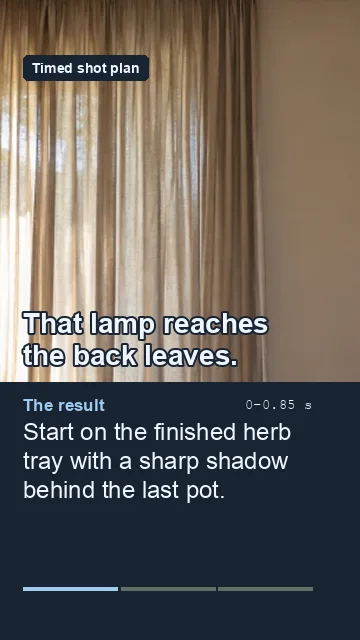 Timed shot plan
That lamp reaches
the back leaves.
The result
0–0.85 s
Start on the finished herb
tray with a sharp shadow
behind the last pot.